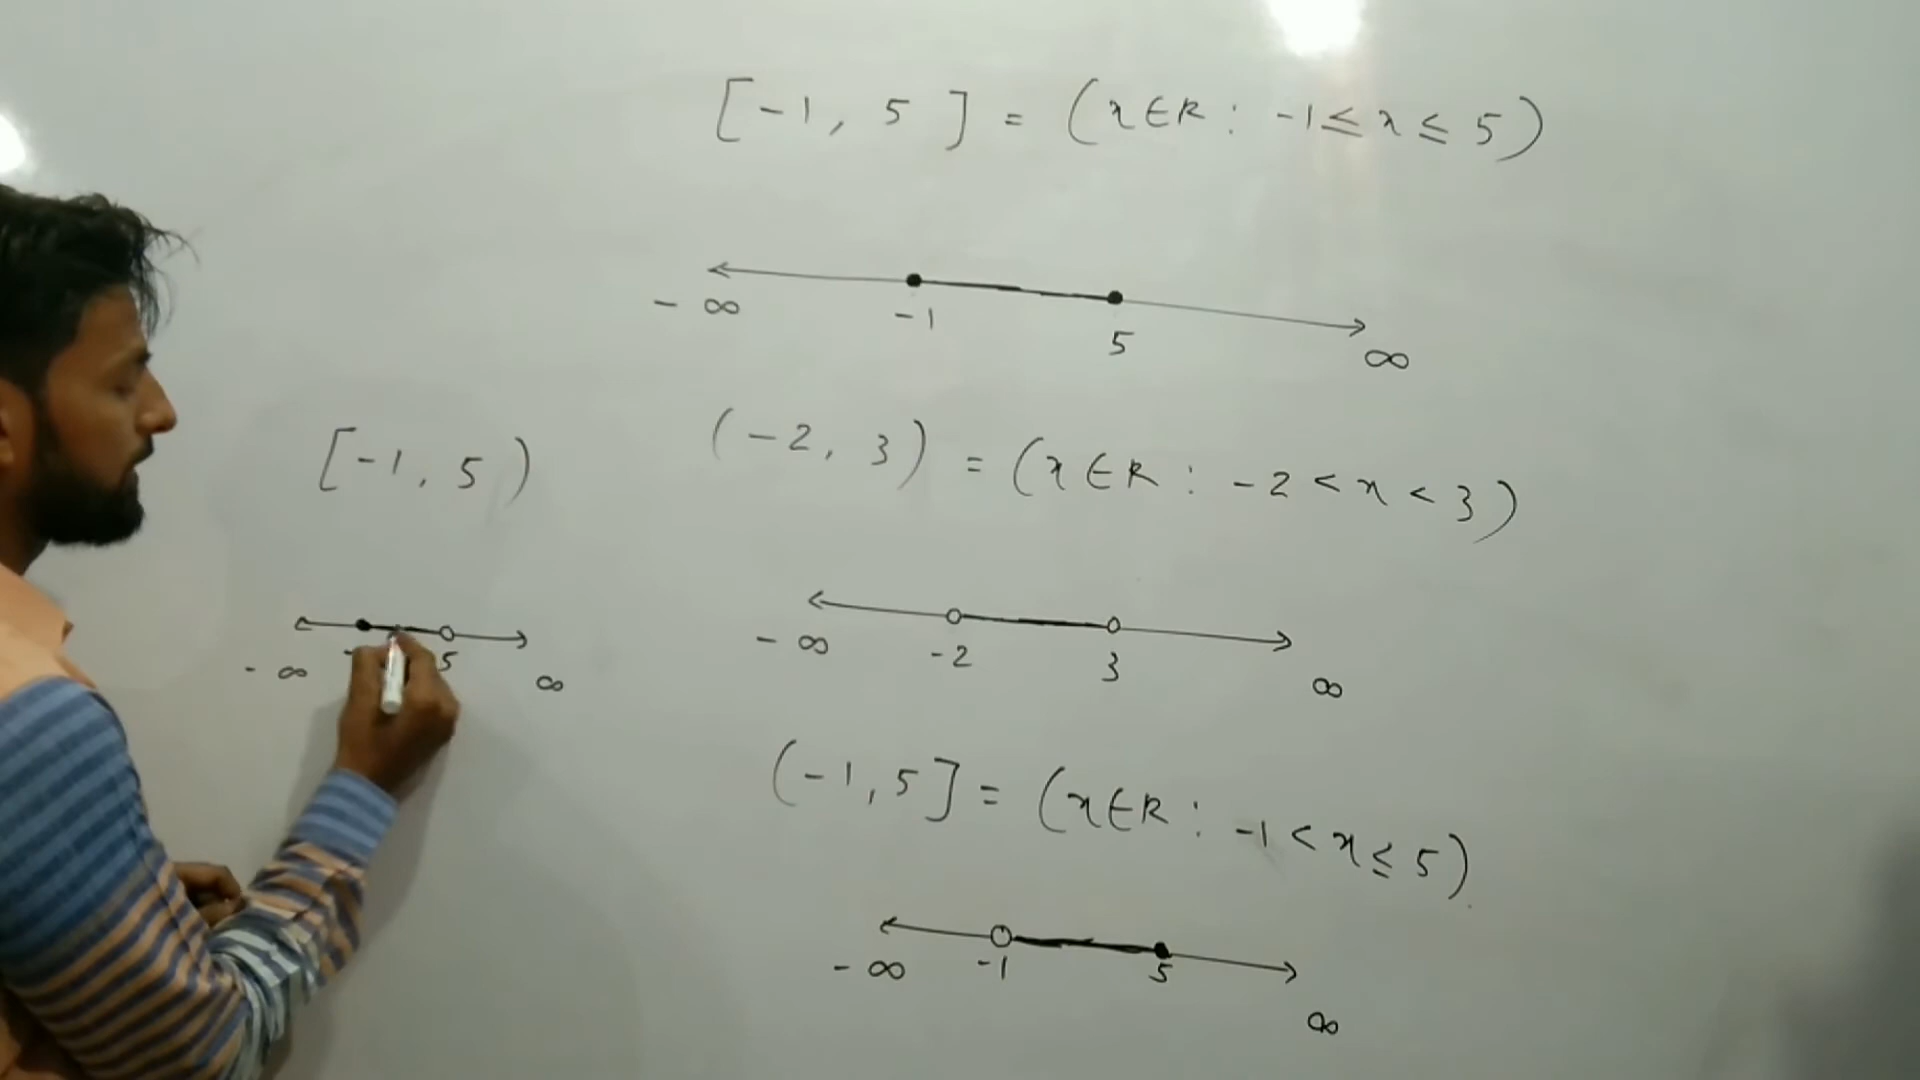 [-1, 5] = (x∈R : -1 ≤ x ≤ 5)
- ∞ -1 5 ∞
(-2, 3) = (x∈R : -2 < x < 3)
- ∞ -2 3 ∞
(-1, 5] = (x∈R : -1 < x ≤ 5)
- ∞ -1 5 ∞
[-1, 5)
- ∞ 5 ∞